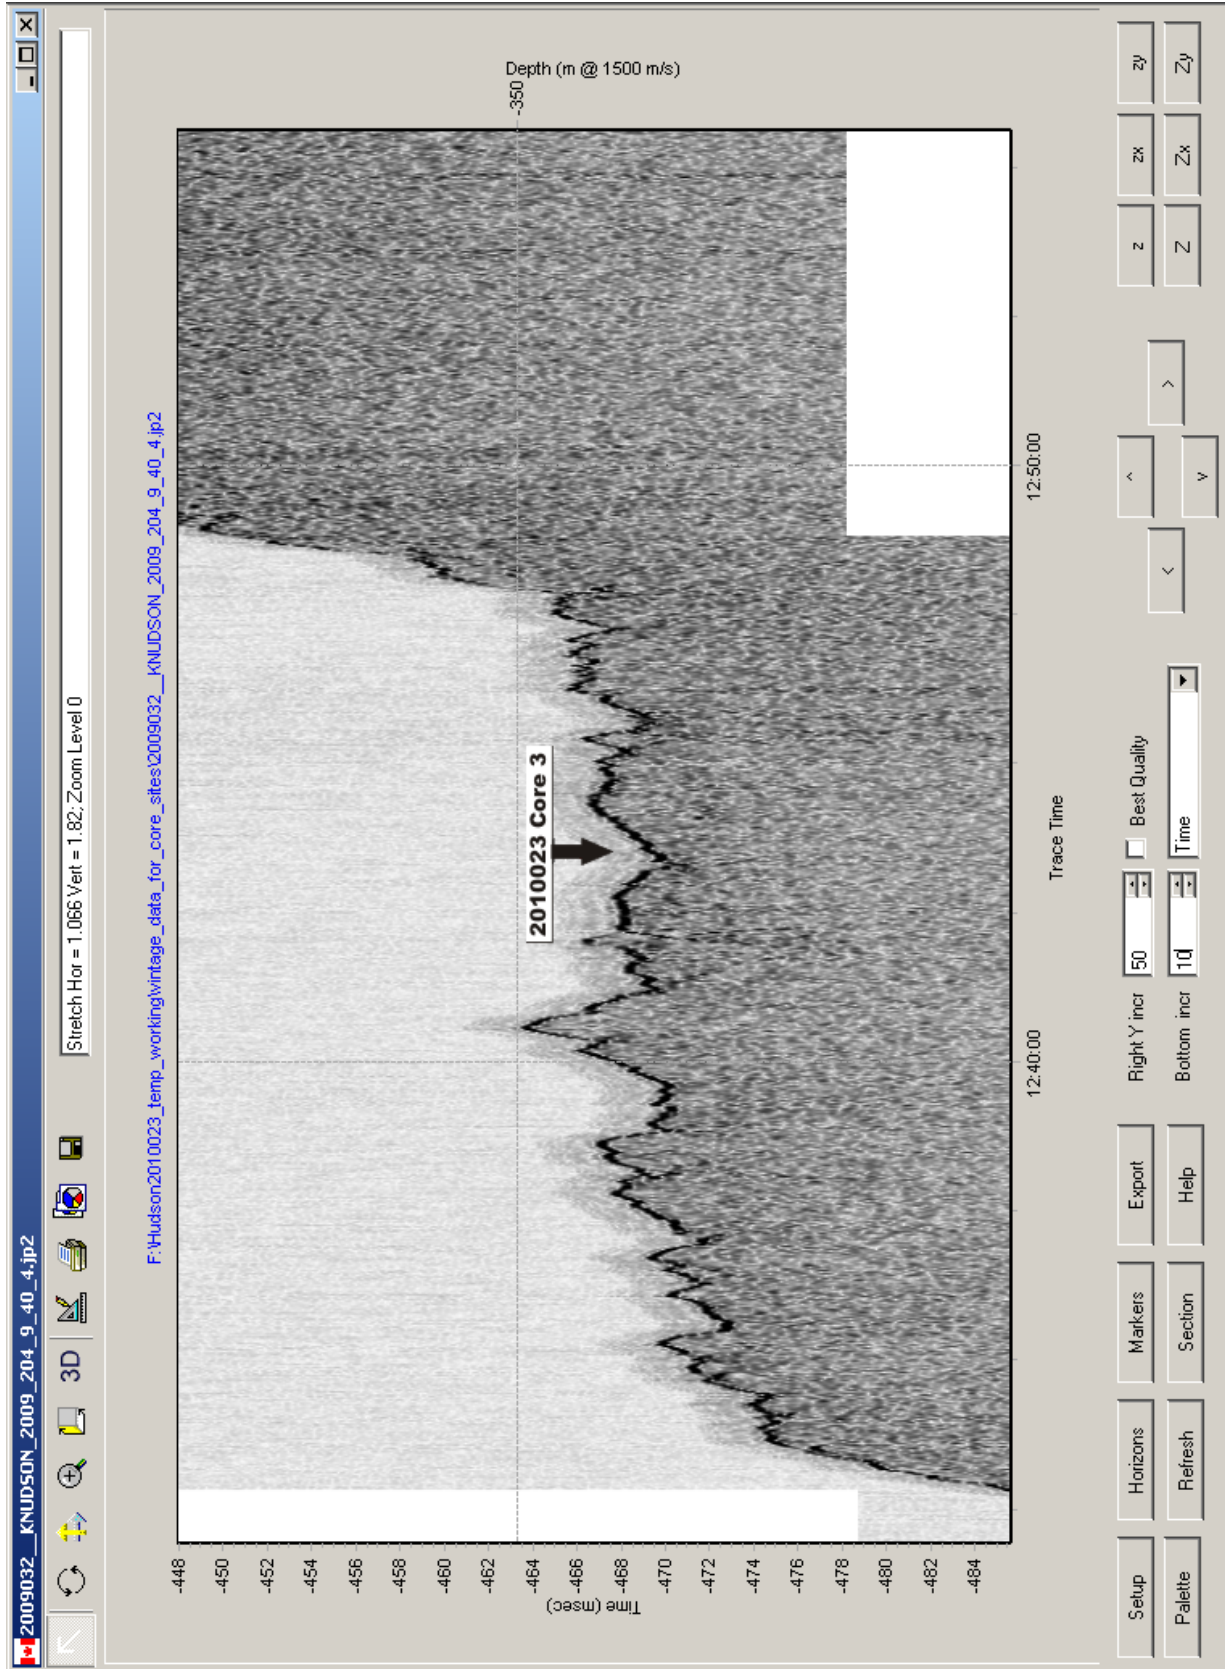 2009032__KNUDSON_2009_204_9_40_4.jp2
3D
Stretch Hor = 1.066 Vert = 1.82; Zoom Level 0
F:\Hudson2010023_temp_working\vintage_data_for_core_sites\2009032__KNUDSON_2009_204_9_40_4.jp2
Time (msec)
-448
-450
-452
-454
-456
-458
-460
-462
-464
-466
-468
-470
-472
-474
-476
-478
-480
-482
-484
2010023 Core 3
-350
Depth (m @ 1500 m/s)
12:40:00
12:50:00
Trace Time
Setup
Horizons
Markers
Export
Right Y incr
50
Best Quality
<
^
>
z
zx
zy
Palette
Refresh
Section
Help
Bottom incr
10
Time
v
Z
Zx
Zy